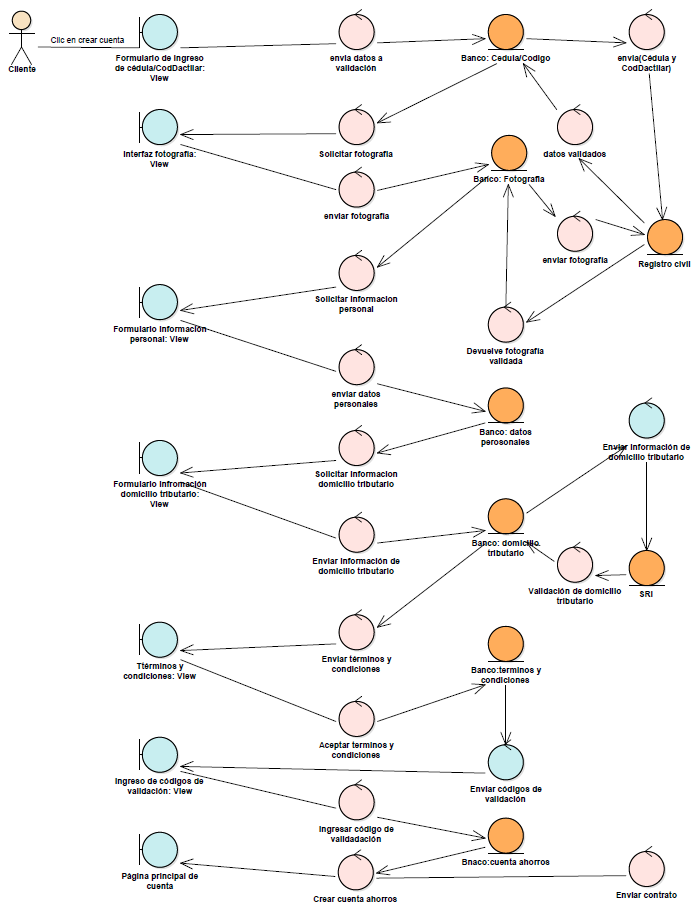 Clic en crear cuenta
Cliente
Formulario de ingreso
de cédula/CodDactilar:
View
envia datos a
validación
Banco: Cedula/Codigo
envia(Cédula y
CodDactilar)
Interfaz fotografía:
View
Solicitar fotografía
datos validados
Banco: Fotografía
enviar fotografía
enviar fotografía
Registro civil
Solicitar informacion
personal
Formulario información
personal: View
Devuelve fotografía
validada
enviar datos
personales
Banco: datos
perosonales
Enviar información de
domicilio tributario
Formulario infromación
domicilio tributario:
View
Solicitar informacion
domicilio tributario
Enviar información de
domicilio tributario
Banco: domicilio
tributario
Validación de domicilio
tributario
SRI
Ttérminos y
condiciones: View
Enviar términos y
condiciones
Banco:terminos y
condiciones
Aceptar terminos y
condiciones
Ingreso de códigos de
validación: View
Enviar códigos de
validación
Ingresar código de
validadación
Bnaco:cuenta ahorros
Página principal de
cuenta
Crear cuenta ahorros
Enviar contrato